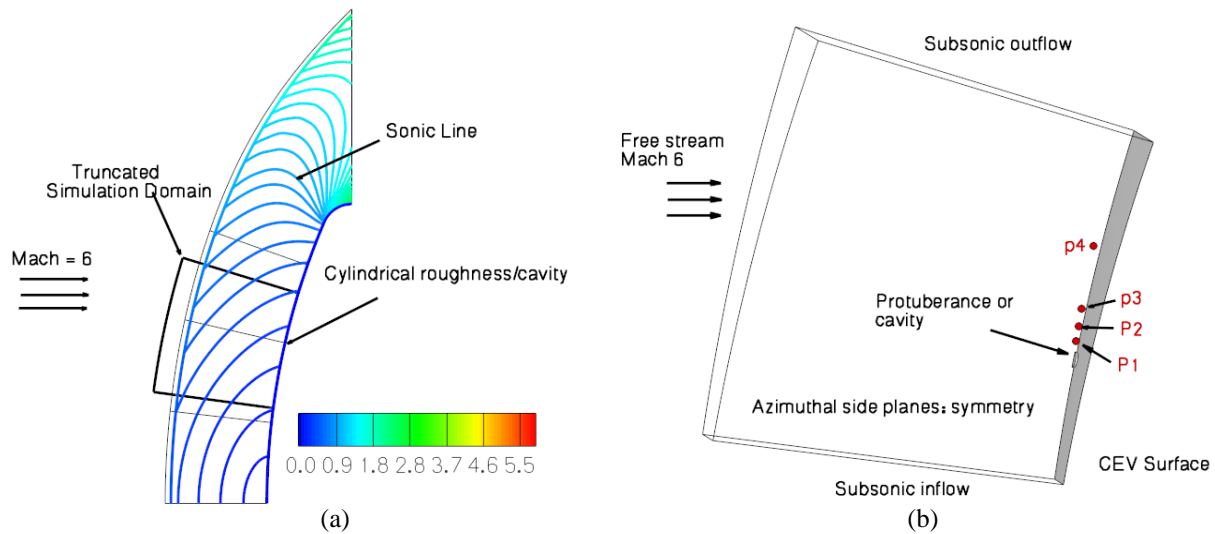 Sonic Line
Truncated
Simulation Domain
Mach = 6
Cylindrical roughness/cavity
0.0 0.9 1.8 2.8 3.7 4.6 5.5
(a)
Subsonic outflow
Free stream
Mach 6
p4
Protuberance or
cavity
p3
P2
P1
Azimuthal side planes: symmetry
CEV Surface
Subsonic inflow
(b)